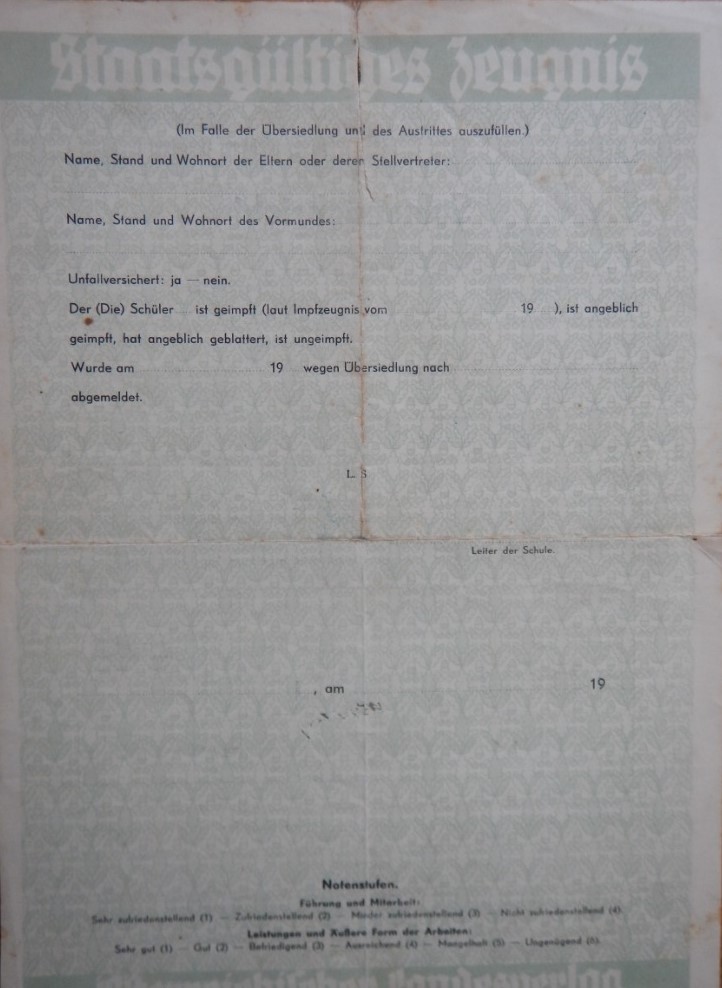 Staatsgültiges Zeugnis
(Im Falle der Übersiedlung und des Austrittes auszufüllen.)
Name, Stand und Wohnort der Eltern oder deren Stellvertreter:
Name, Stand und Wohnort des Vormundes:
Unfallversichert: ja — nein.
Der (Die) Schüler ist geimpft (laut Impfzeugnis vom 19 ), ist angeblich
geimpft, hat angeblich geblattert, ist ungeimpft.
Wurde am 19 wegen Übersiedlung nach
abgemeldet.
L. S
Leiter der Schule.
, am 19
Notenstufen.
Führung und Mitarbeit:
Sehr zufriedenstellend (1) — Zufriedenstellend (2) — Minder zufriedenstellend (3) — Nicht zufriedenstellend (4).
Leistungen und Äußere Form der Arbeiten:
Sehr gut (1) — Gut (2) — Befriedigend (3) — Ausreichend (4) — Mangelhaft (5) — Ungenügend (6).
Landesverlag